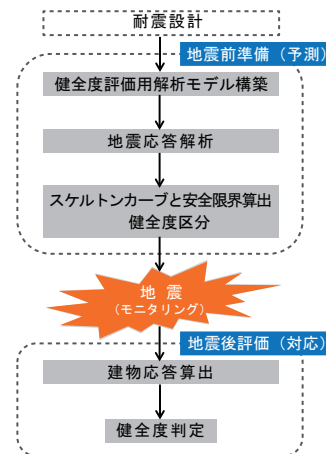 耐震設計
地震前準備（予測）
健全度評価用解析モデル構築
地震応答解析
スケルトンカーブと安全限界算出
健全度区分
地 震
（モニタリング）
地震後評価（対応）
建物応答算出
健全度判定